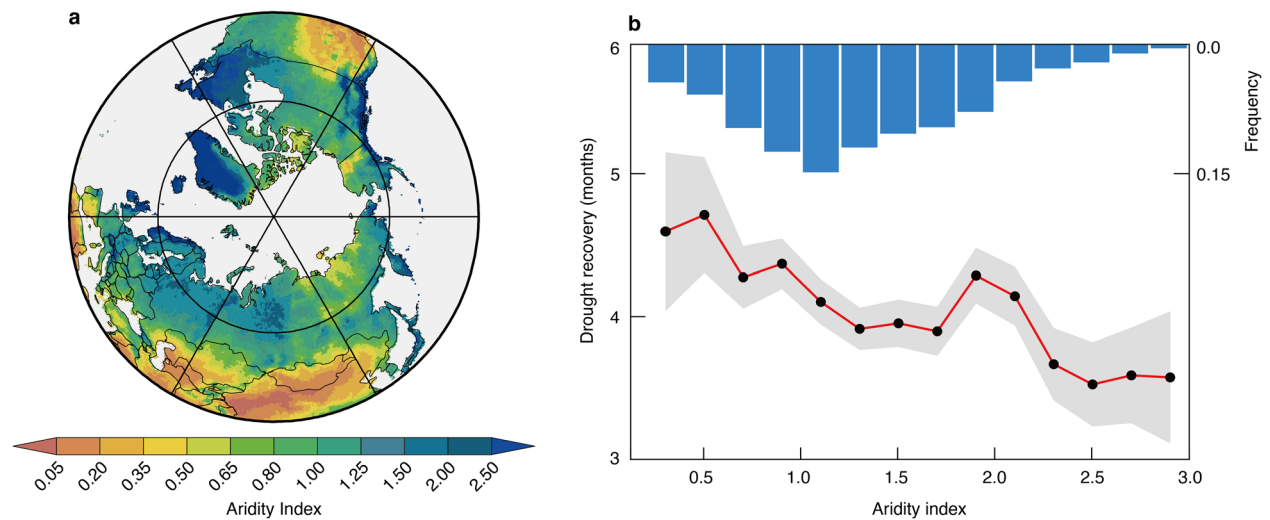 a
0.05 0.20 0.35 0.50 0.65 0.80 1.00 1.25 1.50 2.00 2.50
Aridity Index
b
6
5
4
3
Drought recovery (months)
0.0
0.15
Frequency
0.5 1.0 1.5 2.0 2.5 3.0
Aridity index